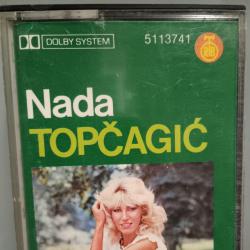 DOLBY SYSTEM 5113741
Nada
TOPČAGIĆ